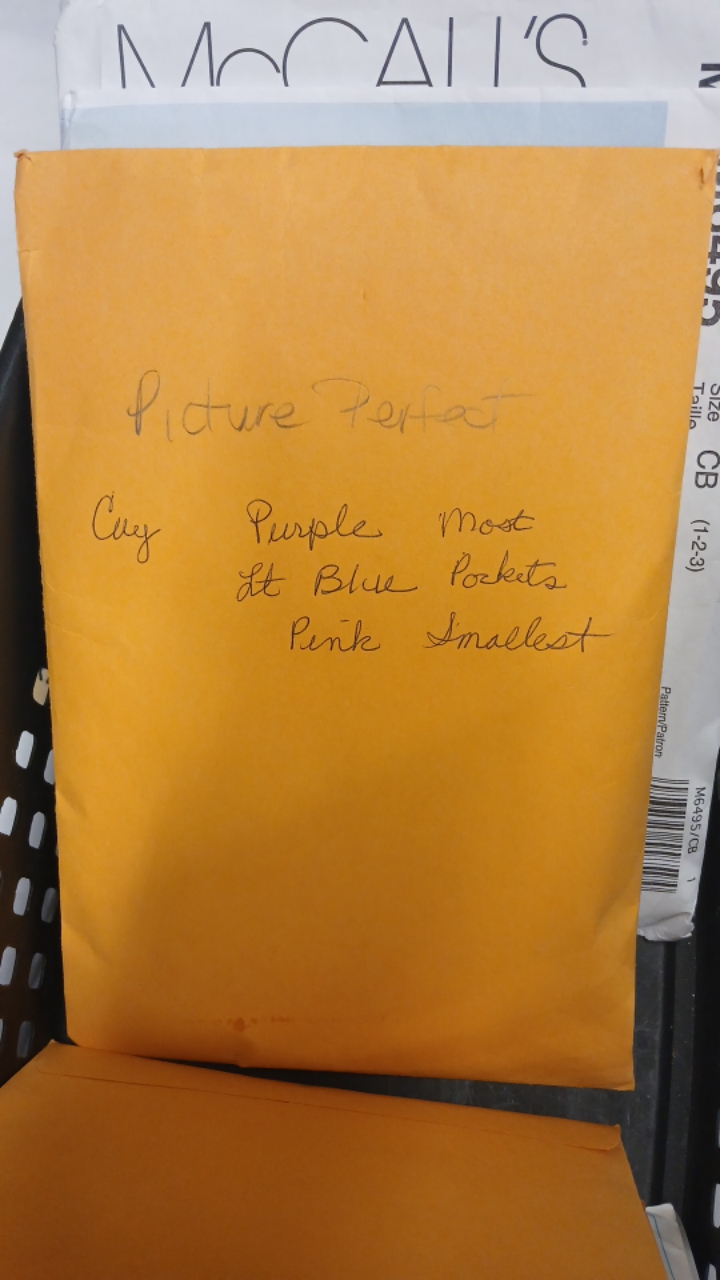 McCALL'S
Picture Perfect
Purple Most
Lt Blue Pockets
Pink Smallest
Size
Taille
CB (1-2-3)
Pattern/Patron
M6495/CB 1